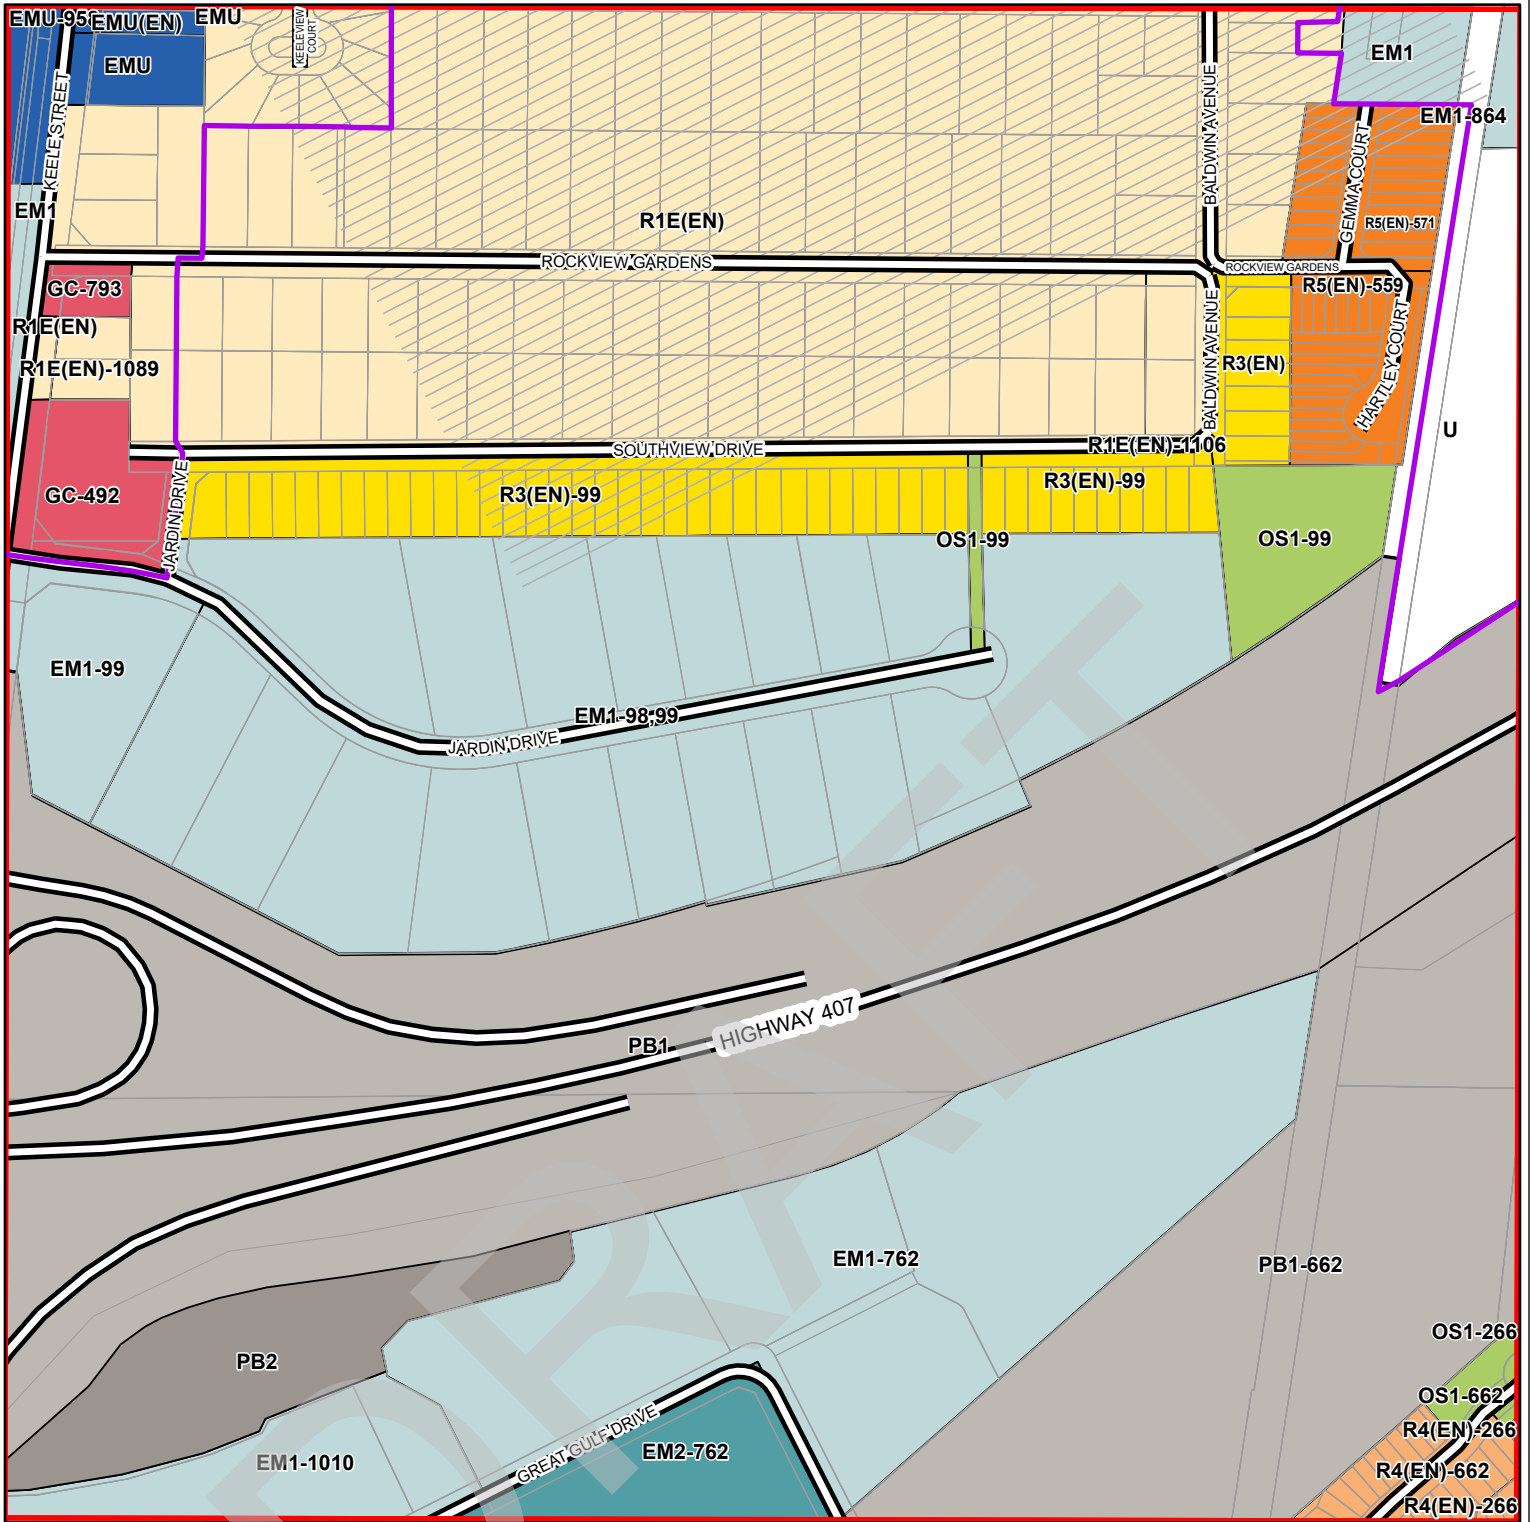 EMU-95
EMU(EN)
EMU
KEELEVIEW
COURT
EMU
EM1
EM1-864
KEELE STREET
BALDWIN AVENUE
GEMMA COURT
EM1
R1E(EN)
R5(EN)-571
ROCKVIEW GARDENS
ROCKVIEW GARDENS
GC-793
R5(EN)-559
R1E(EN)
R1E(EN)-1089
BALDWIN AVENUE
R3(EN)
HARTLEY COURT
U
SOUTHVIEW DRIVE
R1E(EN)-1106
GC-492
R3(EN)-99
R3(EN)-99
JARDIN DRIVE
OS1-99
OS1-99
EM1-99
EM1-98,99
JARDIN DRIVE
HIGHWAY 407
PB1
EM1-762
PB1-662
OS1-266
PB2
OS1-662
R4(EN)-266
GREAT GULF DRIVE
EM2-762
EM1-1010
R4(EN)-662
R4(EN)-266
DRAFT